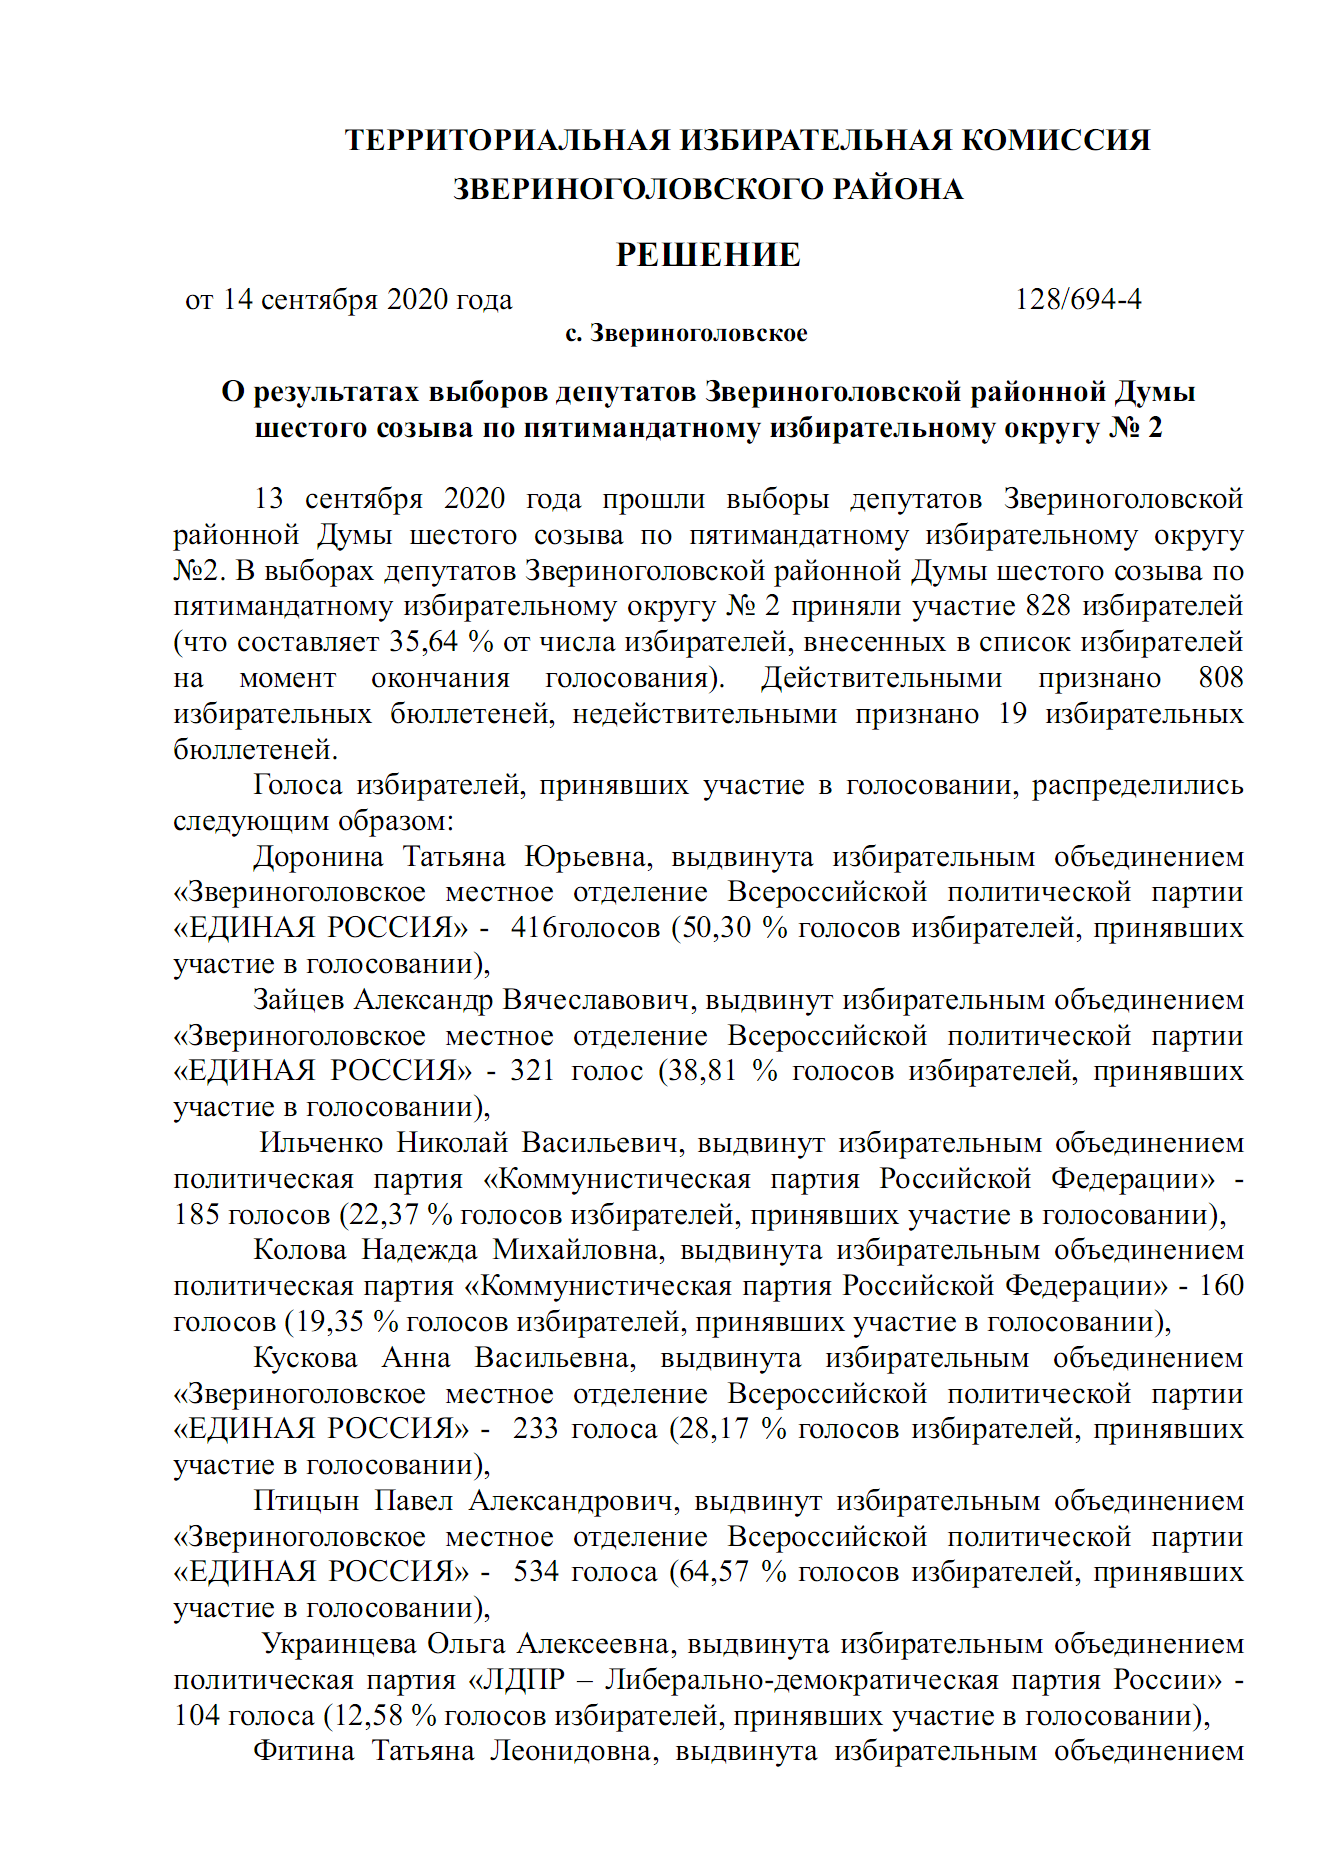 ТЕРРИТОРИАЛЬНАЯ ИЗБИРАТЕЛЬНАЯ КОМИССИЯ
ЗВЕРИНОГОЛОВСКОГО РАЙОНА
РЕШЕНИЕ
от 14 сентября 2020 года 128/694-4
с. Звериноголовское
О результатах выборов депутатов Звериноголовской районной Думы
шестого созыва по пятимандатному избирательному округу № 2
13 сентября 2020 года прошли выборы депутатов Звериноголовской
районной Думы шестого созыва по пятимандатному избирательному округу
№2. В выборах депутатов Звериноголовской районной Думы шестого созыва по
пятимандатному избирательному округу № 2 приняли участие 828 избирателей
(что составляет 35,64 % от числа избирателей, внесенных в список избирателей
на момент окончания голосования). Действительными признано 808
избирательных бюллетеней, недействительными признано 19 избирательных
бюллетеней.
Голоса избирателей, принявших участие в голосовании, распределились
следующим образом:
Доронина Татьяна Юрьевна, выдвинута избирательным объединением
«Звериноголовское местное отделение Всероссийской политической партии
«ЕДИНАЯ РОССИЯ» - 416голосов (50,30 % голосов избирателей, принявших
участие в голосовании),
Зайцев Александр Вячеславович, выдвинут избирательным объединением
«Звериноголовское местное отделение Всероссийской политической партии
«ЕДИНАЯ РОССИЯ» - 321 голос (38,81 % голосов избирателей, принявших
участие в голосовании),
Ильченко Николай Васильевич, выдвинут избирательным объединением
политическая партия «Коммунистическая партия Российской Федерации» -
185 голосов (22,37 % голосов избирателей, принявших участие в голосовании),
Колова Надежда Михайловна, выдвинута избирательным объединением
политическая партия «Коммунистическая партия Российской Федерации» - 160
голосов (19,35 % голосов избирателей, принявших участие в голосовании),
Кускова Анна Васильевна, выдвинута избирательным объединением
«Звериноголовское местное отделение Всероссийской политической партии
«ЕДИНАЯ РОССИЯ» - 233 голоса (28,17 % голосов избирателей, принявших
участие в голосовании),
Птицын Павел Александрович, выдвинут избирательным объединением
«Звериноголовское местное отделение Всероссийской политической партии
«ЕДИНАЯ РОССИЯ» - 534 голоса (64,57 % голосов избирателей, принявших
участие в голосовании),
Украинцева Ольга Алексеевна, выдвинута избирательным объединением
политическая партия «ЛДПР – Либерально-демократическая партия России» -
104 голоса (12,58 % голосов избирателей, принявших участие в голосовании),
Фитина Татьяна Леонидовна, выдвинута избирательным объединением